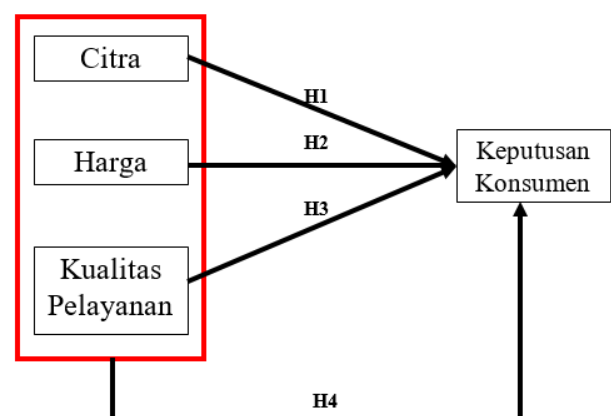 Citra
H1
H2
Harga
Keputusan
Konsumen
H3
Kualitas
Pelayanan
H4